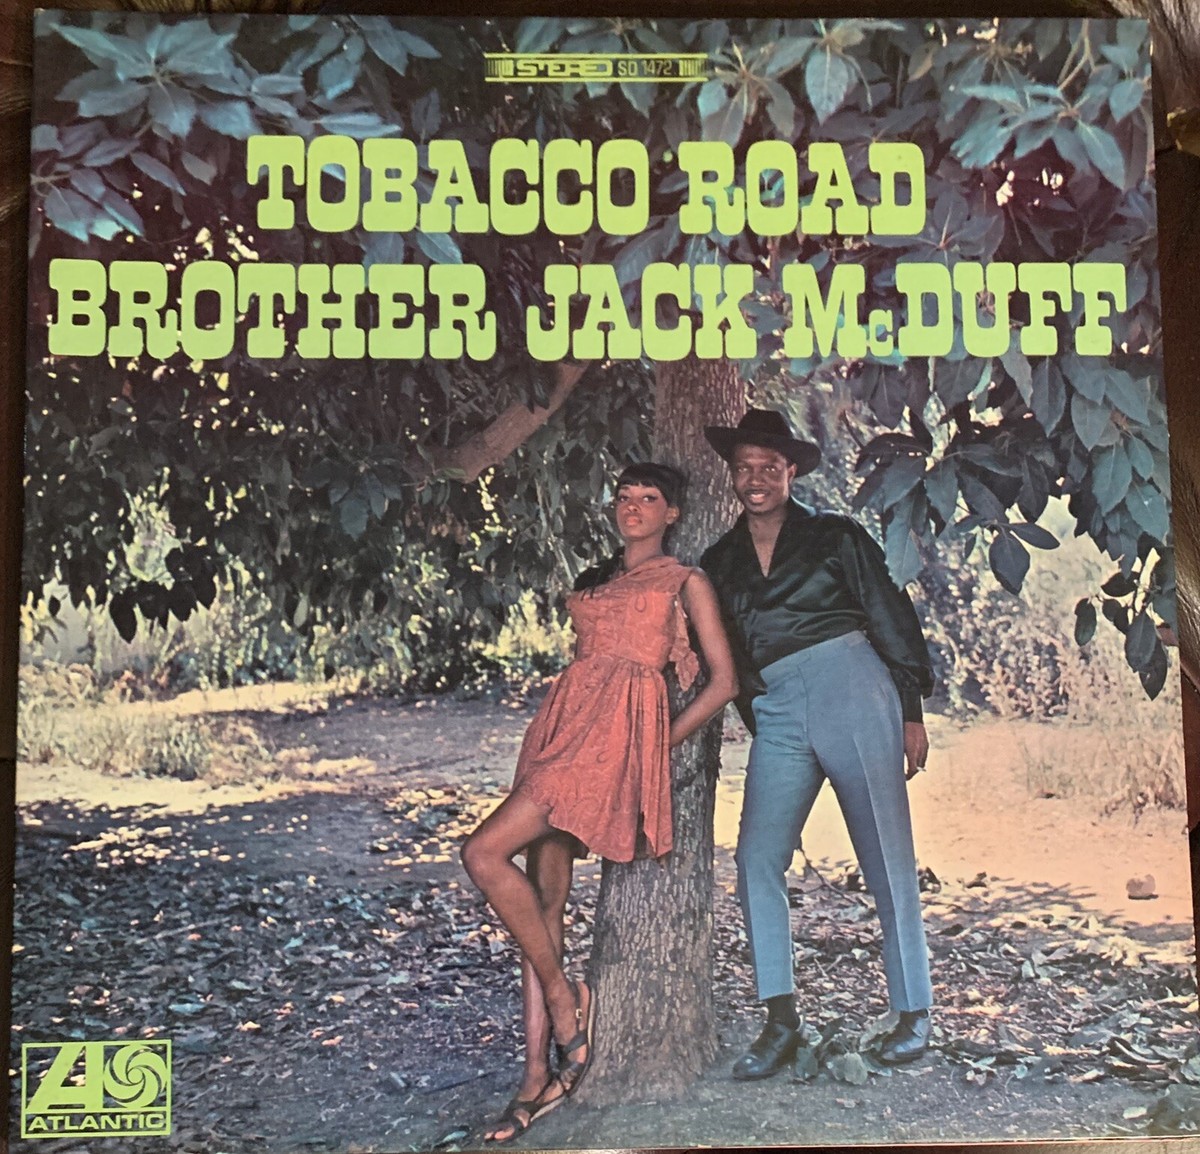 STEREO SD 1472
TOBACCO ROAD
BROTHER JACK McDUFF
ATLANTIC